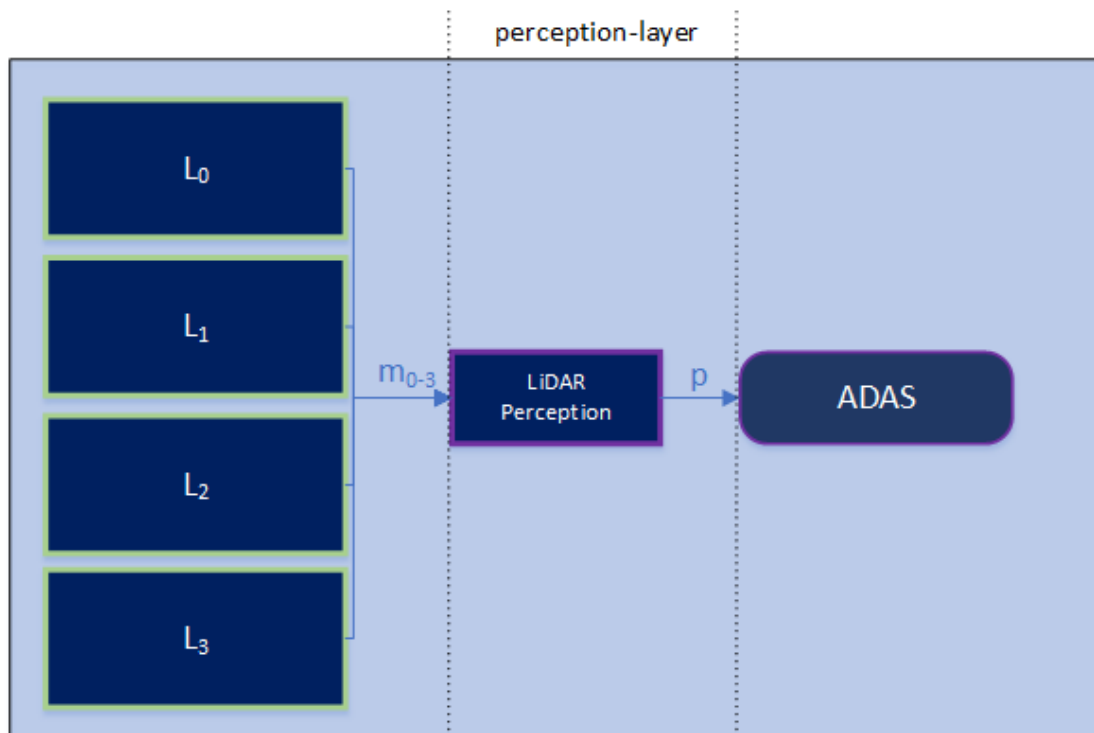 perception-layer
L₀
L₁
L₂
L₃
m₀₋₃
LiDAR
Perception
p
ADAS